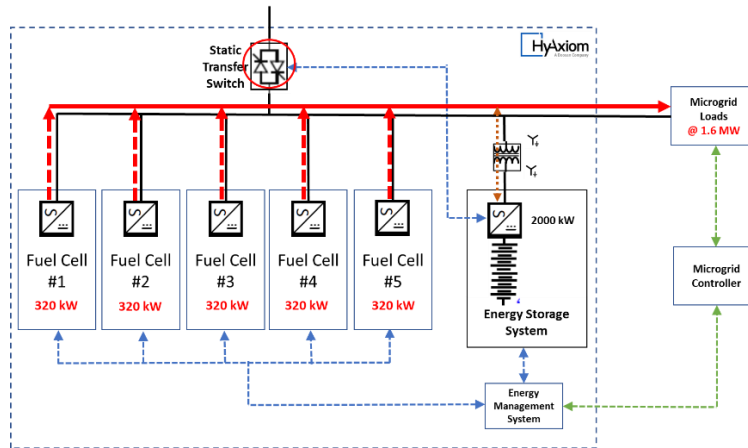 HyAxiom
A Doosan Company
Static
Transfer
Switch
Microgrid
Loads
@ 1.6 MW
2000 kW
Fuel Cell
#1
320 kW
Fuel Cell
#2
320 kW
Fuel Cell
#3
320 kW
Fuel Cell
#4
320 kW
Fuel Cell
#5
320 kW
Energy Storage
System
Microgrid
Controller
Energy
Management
System